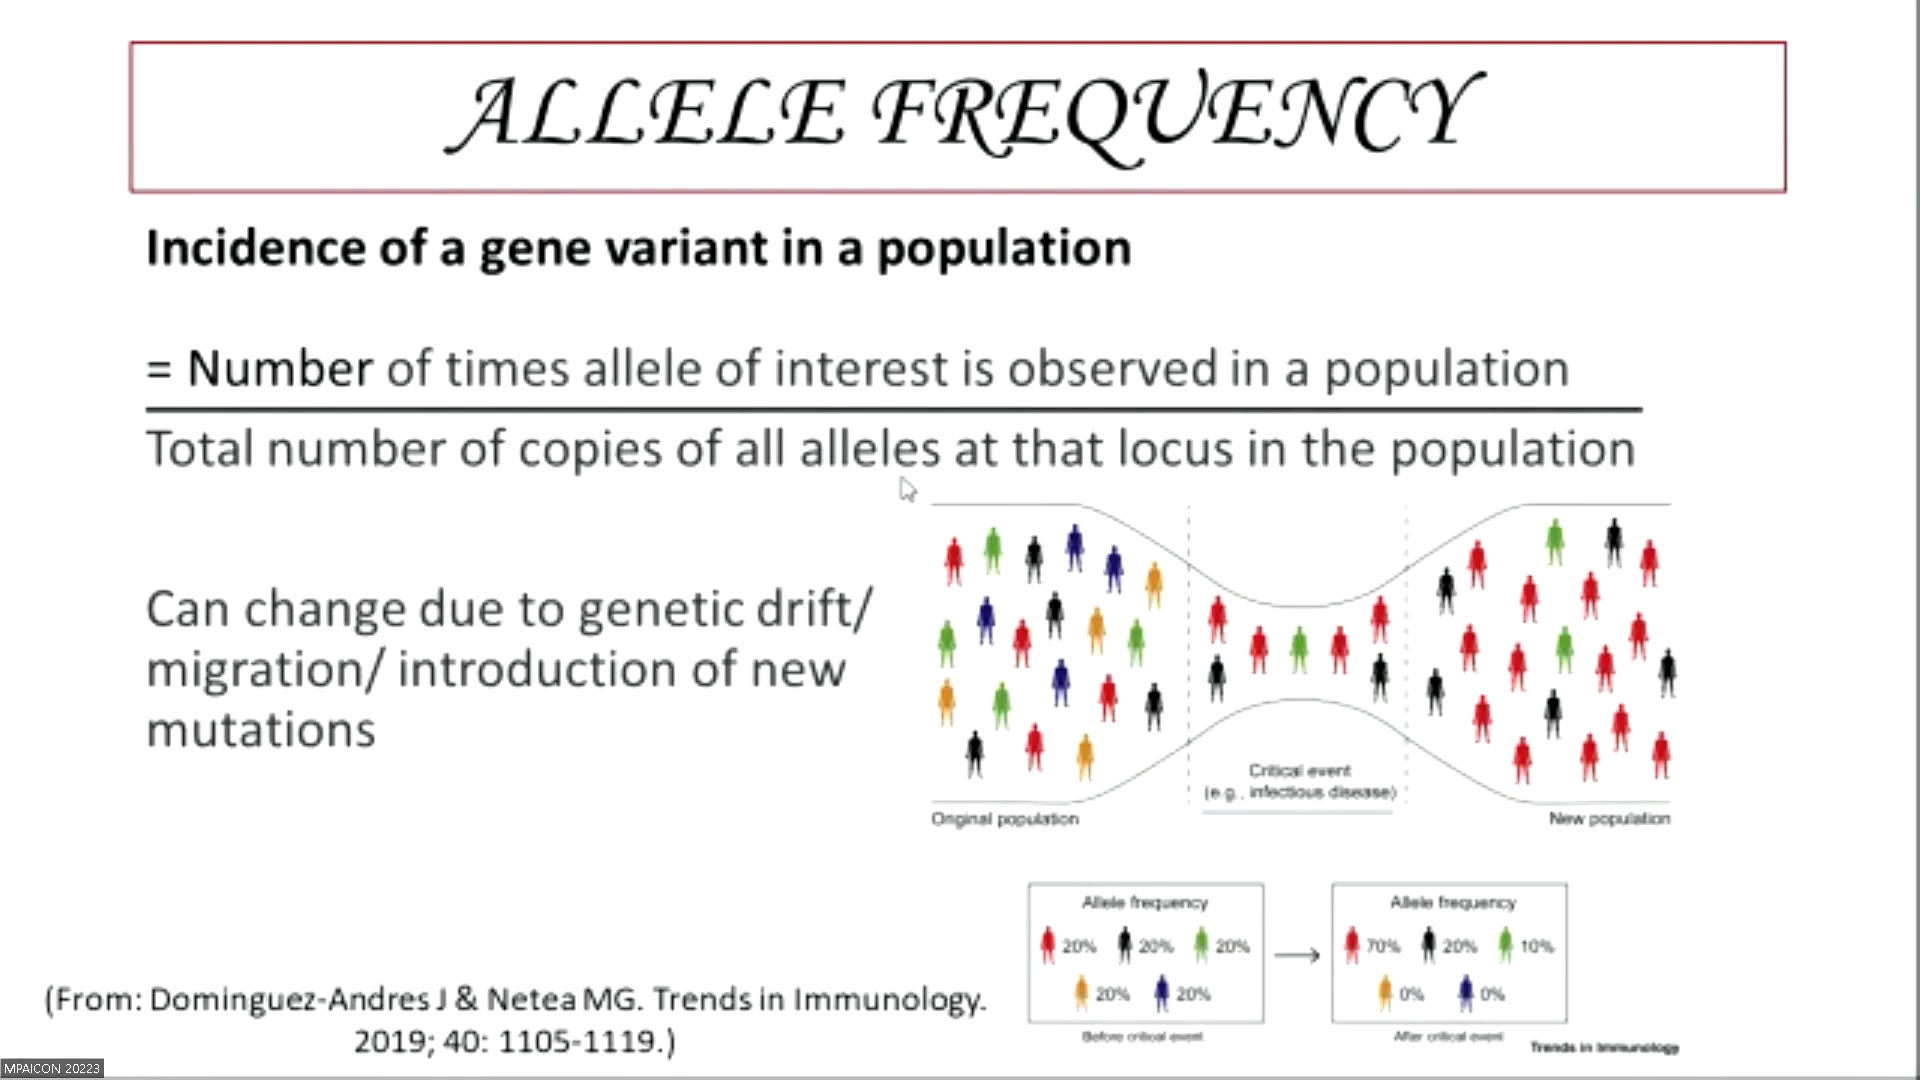 ALLELE FREQUENCY
Incidence of a gene variant in a population
= Number of times allele of interest is observed in a population
Total number of copies of all alleles at that locus in the population
Can change due to genetic drift/
migration/ introduction of new
mutations
Critical event
(e.g., infectious disease)
Original population
New population
Allele frequency
20% 20% 20%
20% 20%
Before critical event
Allele frequency
70% 20% 10%
0% 0%
After critical event
Trends in Immunology
(From: Dominguez-Andres J & Netea MG. Trends in Immunology.
2019; 40: 1105-1119.)
MPAICON 20223